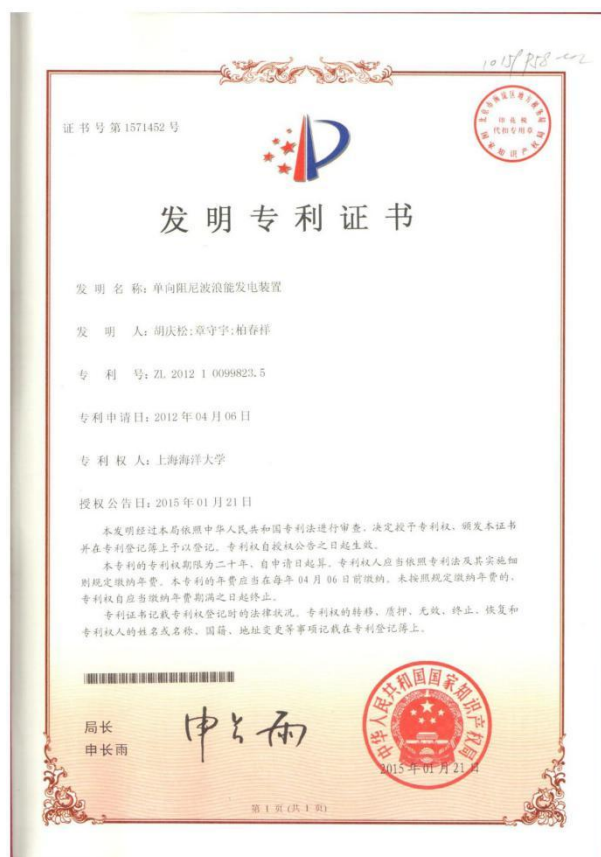 证书号第1571452号
发明专利证书
发 明 名 称：单向阻尼波浪能发电装置
发 明 人：胡庆松;章守宇;柏春祥
专 利 号：ZL 2012 1 0099823.5
专利申请日：2012年04月06日
专 利 权 人：上海海洋大学
授权公告日：2015年01月21日
本发明经过本局依照中华人民共和国专利法进行审查，决定授予专利权，颁发本证书
并在专利登记簿上予以登记。专利权自授权公告之日起生效。
本专利的专利权期限为二十年，自申请日起算。专利权人应当依照专利法及其实施细
则规定缴纳年费。本专利的年费应当在每年04月06日前缴纳。未按照规定缴纳年费的，
专利权自应当缴纳年费期满之日起终止。
专利证书记载专利权登记时的法律状况。专利权的转移、质押、无效、终止、恢复和
专利权人的姓名或名称、国籍、地址变更等事项记载在专利登记簿上。
局长
申长雨
申长雨
中华人民共和国国家知识产权局
2015年01月21日
第 1 页 (共 1 页)